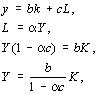 y = bk + cL,
L = αY,
Y(1 − αc) = bK,
Y = b/(1 − αc) K,